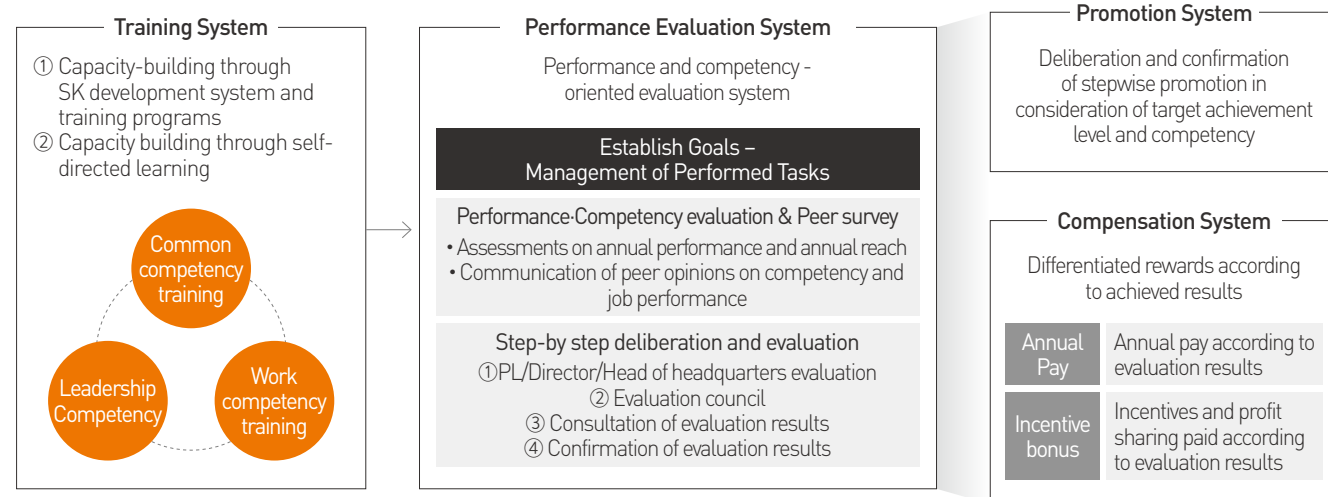 Training System
① Capacity-building through
SK development system and
training programs
② Capacity building through self-
directed learning
Common
competency
training
Leadership
Competency
Work
competency
training
Performance Evaluation System
Performance and competency -
oriented evaluation system
Establish Goals –
Management of Performed Tasks
Performance·Competency evaluation & Peer survey
• Assessments on annual performance and annual reach
• Communication of peer opinions on competency and
job performance
Step-by step deliberation and evaluation
①PL/Director/Head of headquarters evaluation
② Evaluation council
③ Consultation of evaluation results
④ Confirmation of evaluation results
Promotion System
Deliberation and confirmation
of stepwise promotion in
consideration of target achievement
level and competency
Compensation System
Differentiated rewards according
to achieved results
Annual
Pay
Annual pay according to
evaluation results
Incentive
bonus
Incentives and profit
sharing paid according
to evaluation results